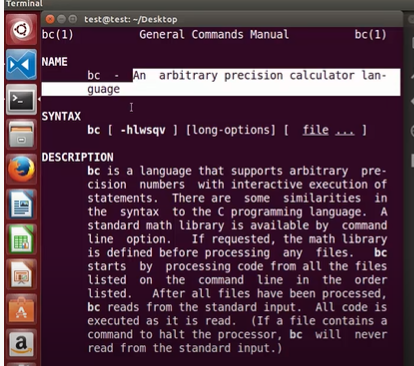 Terminal
test@test: ~/Desktop
bc(1) General Commands Manual bc(1)
NAME
bc - An arbitrary precision calculator lan-
guage
SYNTAX
bc [ -hlwsqv ] [long-options] [ file ... ]
DESCRIPTION
bc is a language that supports arbitrary pre-
cision numbers with interactive execution of
statements. There are some similarities in
the syntax to the C programming language. A
standard math library is available by command
line option. If requested, the math library
is defined before processing any files. bc
starts by processing code from all the files
listed on the command line in the order
listed. After all files have been processed,
bc reads from the standard input. All code is
executed as it is read. (If a file contains a
command to halt the processor, bc will never
read from the standard input.)